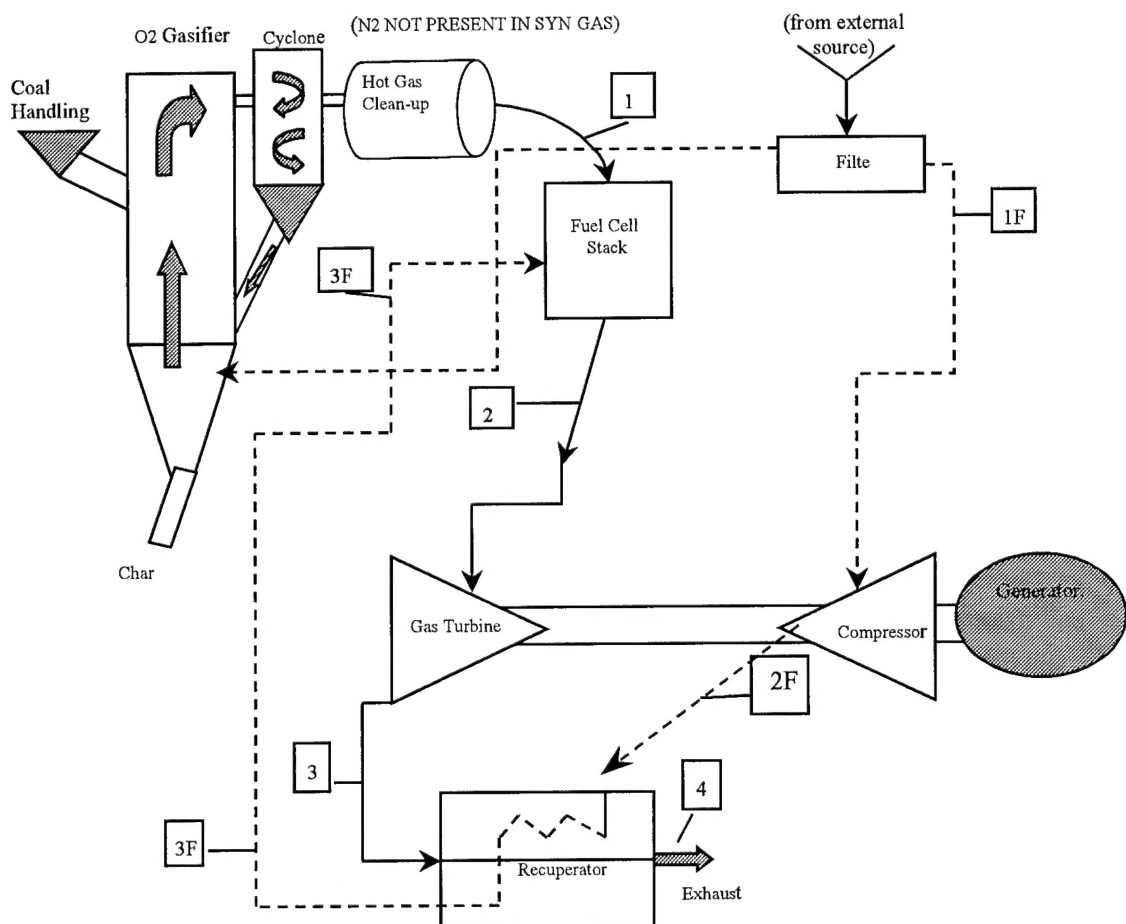 (N2 NOT PRESENT IN SYN GAS)
(from external
source)
O2 Gasifier
Cyclone
Coal
Handling
Hot Gas
Clean-up
1
Filte
1F
Fuel Cell
Stack
3F
2
Char
Gas Turbine
Compressor
Generator.
2F
3
4
3F
Recuperator
Exhaust